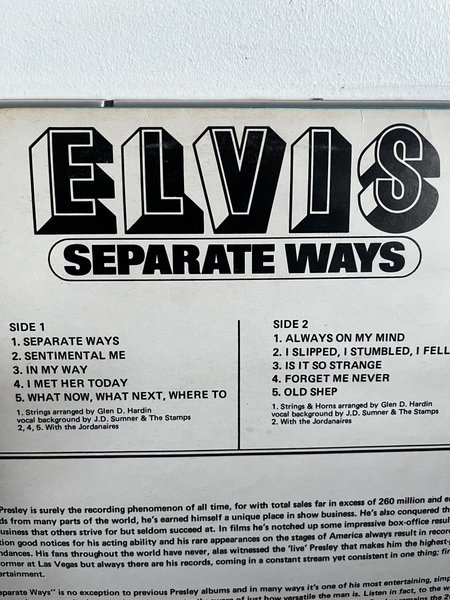 ELVIS
SEPARATE WAYS
SIDE 1
1. SEPARATE WAYS
2. SENTIMENTAL ME
3. IN MY WAY
4. I MET HER TODAY
5. WHAT NOW, WHAT NEXT, WHERE TO
1. Strings arranged by Glen D. Hardin
vocal background by J.D. Sumner & The Stamps
2, 4, 5. With the Jordanaires
SIDE 2
1. ALWAYS ON MY MIND
2. I SLIPPED, I STUMBLED, I FELL
3. IS IT SO STRANGE
4. FORGET ME NEVER
5. OLD SHEP
1. Strings & Horns arranged by Glen D. Hardin
vocal background by J.D. Sumner & The Stamps
2. With the Jordanaires
Presley is surely the recording phenomenon of all time, for with total sales far in excess of 260 million and
from many parts of the world, he's earned himself a unique place in show business. He's also conquered
business that others strive for but seldom succeed at. In films he's notched up some impressive box-office
good notices for his acting ability and his rare appearances on the stages of America always result in
His fans throughout the world have never, alas witnessed the 'live' Presley that makes him the
at Las Vegas but always there are his records, coming in a constant stream yet consistent in one thing;
Ways" is no exception to previous Presley albums and in many ways it's one of his most entertaining,
of just how versatile the man is. Listen in fact, to the